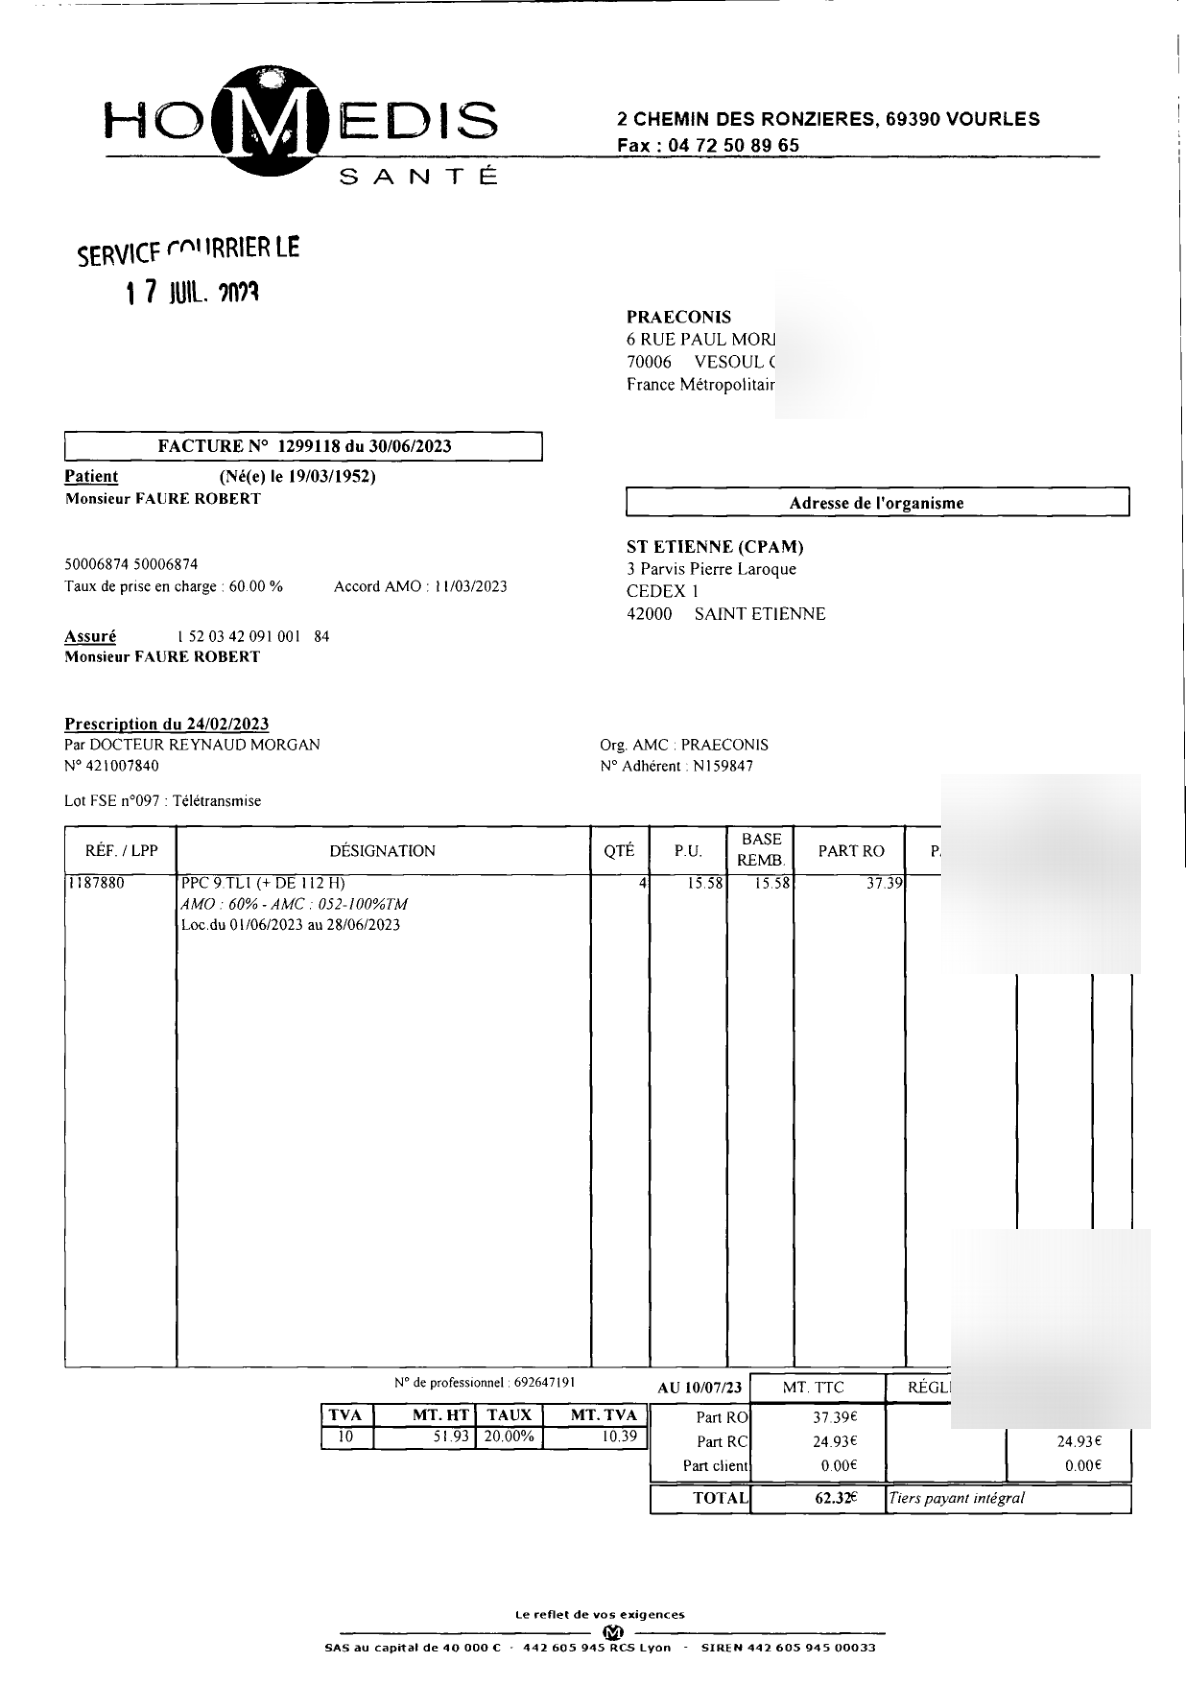 HOMEDIS
SANTÉ
2 CHEMIN DES RONZIERES, 69390 VOURLES
Fax : 04 72 50 89 65
SERVICE COURRIER LE
17 JUIL. 2023
PRAECONIS
6 RUE PAUL
70006 VESOUL
France
FACTURE N° 1299118 du 30/06/2023
Patient (Né(e) le 19/03/1952)
Monsieur FAURE ROBERT
Adresse de l'organisme
50006874 50006874
Taux de prise en charge : 60.00 % Accord AMO : 11/03/2023
ST ETIENNE (CPAM)
3 Parvis Pierre Laroque
CEDEX 1
42000 SAINT ETIENNE
Assuré 1 52 03 42 091 001 84
Monsieur FAURE ROBERT
Prescription du 24/02/2023
Par DOCTEUR REYNAUD MORGAN
N° 421007840
Org. AMC : PRAECONIS
N° Adhérent : N159847
Lot FSE n°097 : Télétransmise
RÉF. / LPP DÉSIGNATION QTÉ P.U. BASE REMB. PART RO
1187880 PPC 9.TL1 (+ DE 112 H) 4 15.58 15.58 37.39
AMO : 60% - AMC : 052-100%TM
Loc.du 01/06/2023 au 28/06/2023
N° de professionnel : 692647191
TVA MT. HT TAUX MT. TVA
10 51.93 20.00% 10.39
AU 10/07/23 MT. TTC
Part RO 37.39€
Part RC 24.93€ 24.93€
Part client 0.00€ 0.00€
TOTAL 62.32€ Tiers payant intégral
Le reflet de vos exigences
M
SAS au capital de 40 000 € - 442 605 945 RCS Lyon - SIREN 442 605 945 00033